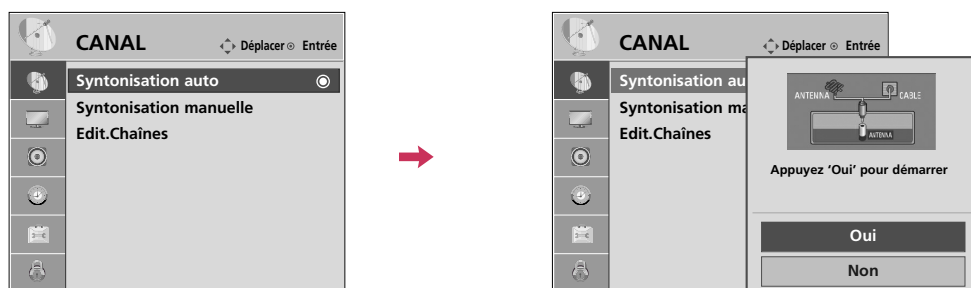 CANAL
Déplacer Entrée
Syntonisation auto
Syntonisation manuelle
Edit.Chaînes
CANAL
Déplacer Entrée
Syntonisation au
Syntonisation ma
Edit.Chaînes
ANTENNA
CABLE
ANTENNA
Appuyez ‘Oui’ pour démarrer
Oui
Non